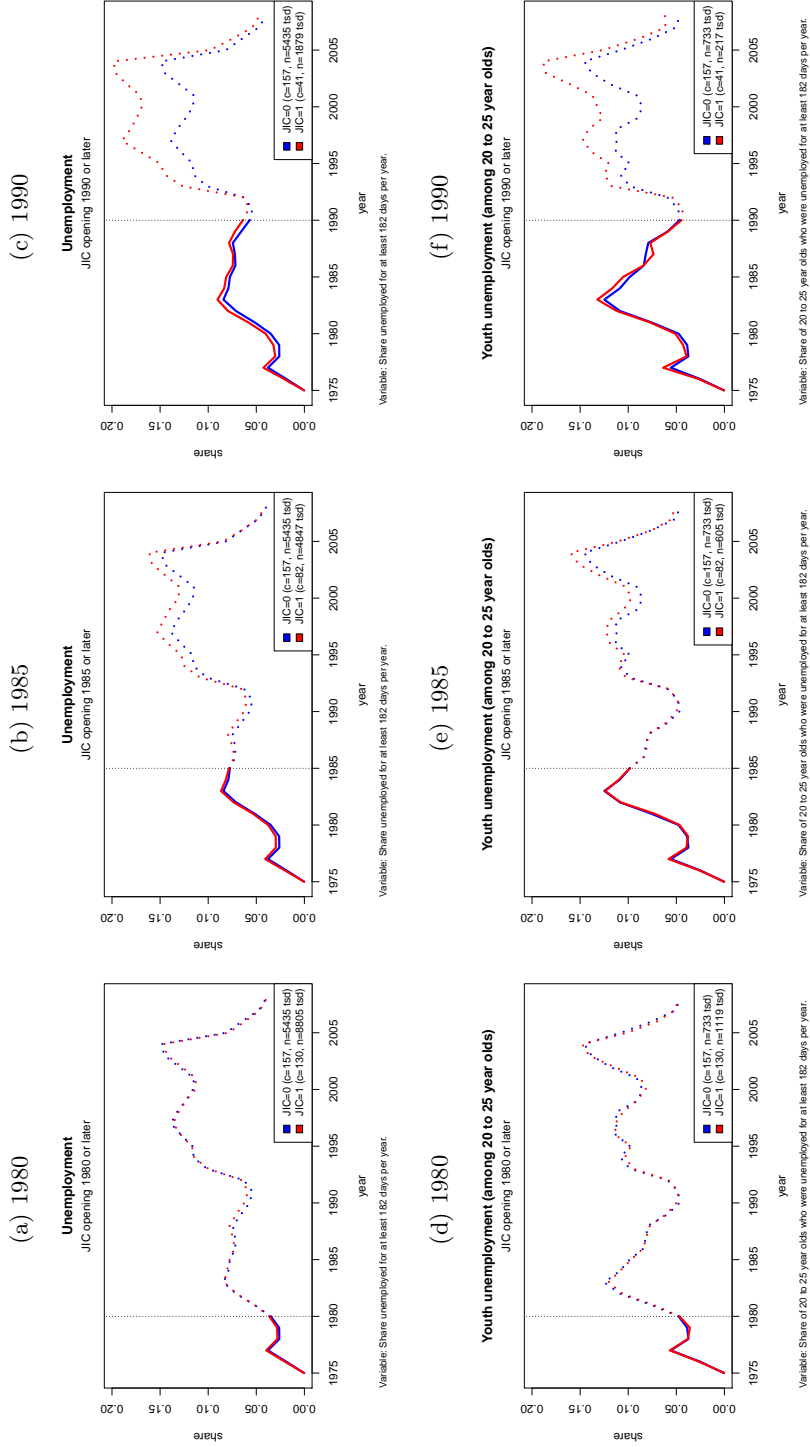 (a) 1980
Unemployment
JIC opening 1980 or later
share
0.00 0.05 0.10 0.15 0.20
1975 1980 1985 1990 1995 2000 2005
year
JIC=0 (c=157, n=5435 tsd)
JIC=1 (c=130, n=8805 tsd)
Variable: Share unemployed for at least 182 days per year.
(b) 1985
Unemployment
JIC opening 1985 or later
share
0.00 0.05 0.10 0.15 0.20
1975 1980 1985 1990 1995 2000 2005
year
JIC=0 (c=157, n=5435 tsd)
JIC=1 (c=82, n=4847 tsd)
Variable: Share unemployed for at least 182 days per year.
(c) 1990
Unemployment
JIC opening 1990 or later
share
0.00 0.05 0.10 0.15 0.20
1975 1980 1985 1990 1995 2000 2005
year
JIC=0 (c=157, n=5435 tsd)
JIC=1 (c=41, n=1879 tsd)
Variable: Share unemployed for at least 182 days per year.
(d) 1980
Youth unemployment (among 20 to 25 year olds)
JIC opening 1980 or later
share
0.00 0.05 0.10 0.15 0.20
1975 1980 1985 1990 1995 2000 2005
year
JIC=0 (c=157, n=733 tsd)
JIC=1 (c=130, n=1119 tsd)
Variable: Share of 20 to 25 year olds who were unemployed for at least 182 days per year.
(e) 1985
Youth unemployment (among 20 to 25 year olds)
JIC opening 1985 or later
share
0.00 0.05 0.10 0.15 0.20
1975 1980 1985 1990 1995 2000 2005
year
JIC=0 (c=157, n=733 tsd)
JIC=1 (c=82, n=605 tsd)
Variable: Share of 20 to 25 year olds who were unemployed for at least 182 days per year.
(f) 1990
Youth unemployment (among 20 to 25 year olds)
JIC opening 1990 or later
share
0.00 0.05 0.10 0.15 0.20
1975 1980 1985 1990 1995 2000 2005
year
JIC=0 (c=157, n=733 tsd)
JIC=1 (c=41, n=217 tsd)
Variable: Share of 20 to 25 year olds who were unemployed for at least 182 days per year.